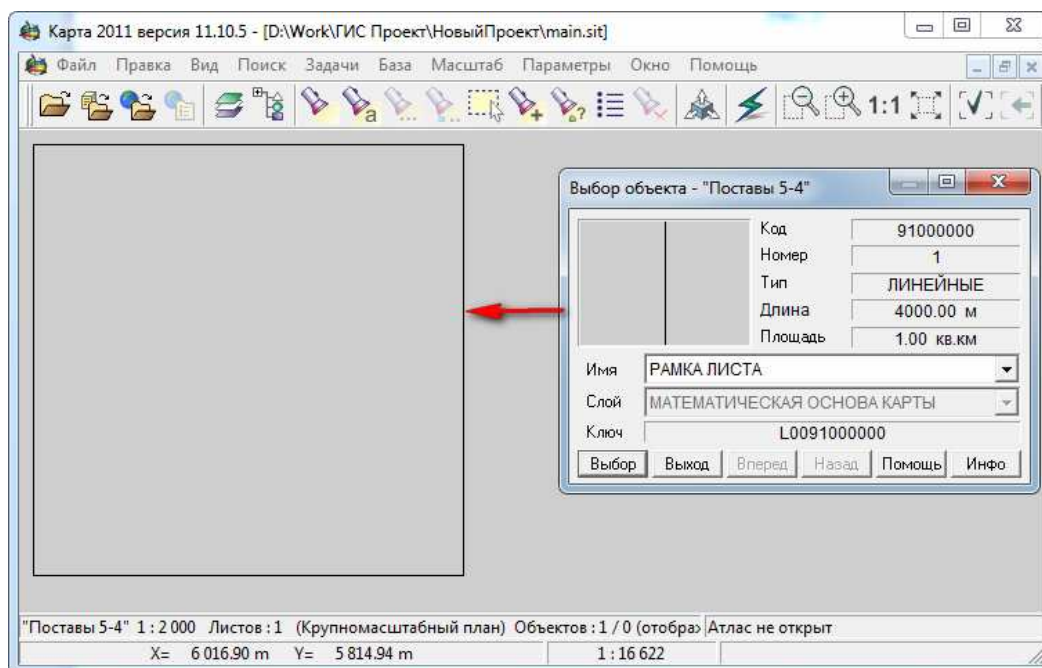 Карта 2011 версия 11.10.5 - [D:\Work\ГИС Проект\НовыйПроект\main.sit]
Файл Правка Вид Поиск Задачи База Масштаб Параметры Окно Помощь
a ? 1:1
Выбор объекта - "Поставы 5-4"
Код 91000000
Номер 1
Тип ЛИНЕЙНЫЕ
Длина 4000.00 м
Площадь 1.00 кв.км
Имя РАМКА ЛИСТА
Слой МАТЕМАТИЧЕСКАЯ ОСНОВА КАРТЫ
Ключ L0091000000
Выбор Выход Вперед Назад Помощь Инфо
"Поставы 5-4" 1 : 2 000 Листов : 1 (Крупномасштабный план) Объектов : 1 / 0 (отобра Атлас не открыт
X= 6 016.90 m Y= 5 814.94 m 1 : 16 622